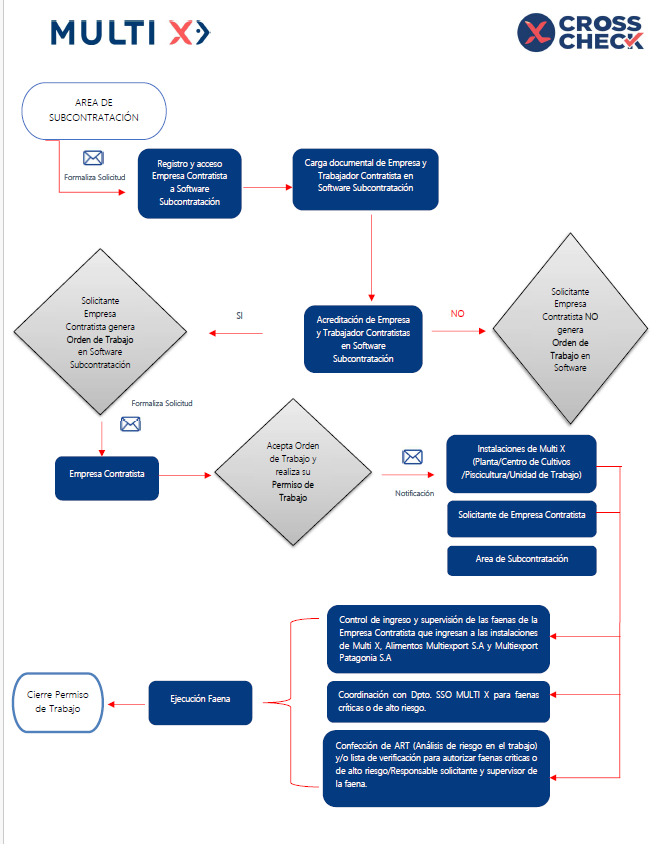 MULTI X
CROSS
CHECK
AREA DE
SUBCONTRATACIÓN
Formaliza Solicitud
Registro y acceso
Empresa Contratista
a Software
Subcontratación
Carga documental de Empresa y
Trabajador Contratista en
Software Subcontratación
Solicitante
Empresa
Contratista genera
Orden de Trabajo
en Software
Subcontratación
SI
Acreditación de Empresa
y Trabajador Contratistas
en Software
Subcontratación
NO
Solicitante
Empresa
Contratista NO
genera
Orden de
Trabajo en
Software
Formaliza Solicitud
Empresa Contratista
Acepta Orden
de Trabajo y
realiza su
Permiso de
Trabajo
Notificación
Instalaciones de Multi X
(Planta/Centro de Cultivos
/Piscicultura/Unidad de Trabajo)
Solicitante de Empresa Contratista
Area de Subcontratación
Control de ingreso y supervisión de las faenas de la
Empresa Contratista que ingresan a las instalaciones
de Multi X, Alimentos Multiexport S.A y Multiexport
Patagonia S.A
Coordinación con Dpto. SSO MULTI X para faenas
críticas o de alto riesgo.
Confección de ART (Análisis de riesgo en el trabajo)
y/o lista de verificación para autorizar faenas criticas o
de alto riesgo/Responsable solicitante y supervisor de
la faena.
Ejecución Faena
Cierre Permiso
de Trabajo